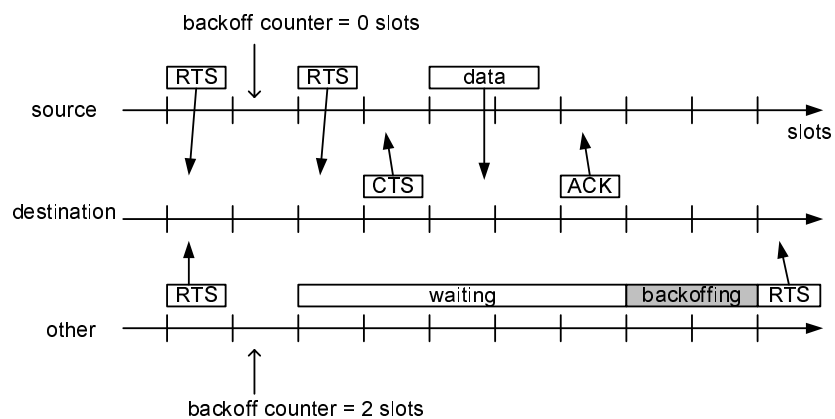 backoff counter = 0 slots
RTS RTS data
source
slots
CTS ACK
destination
RTS waiting backoffing RTS
other
backoff counter = 2 slots